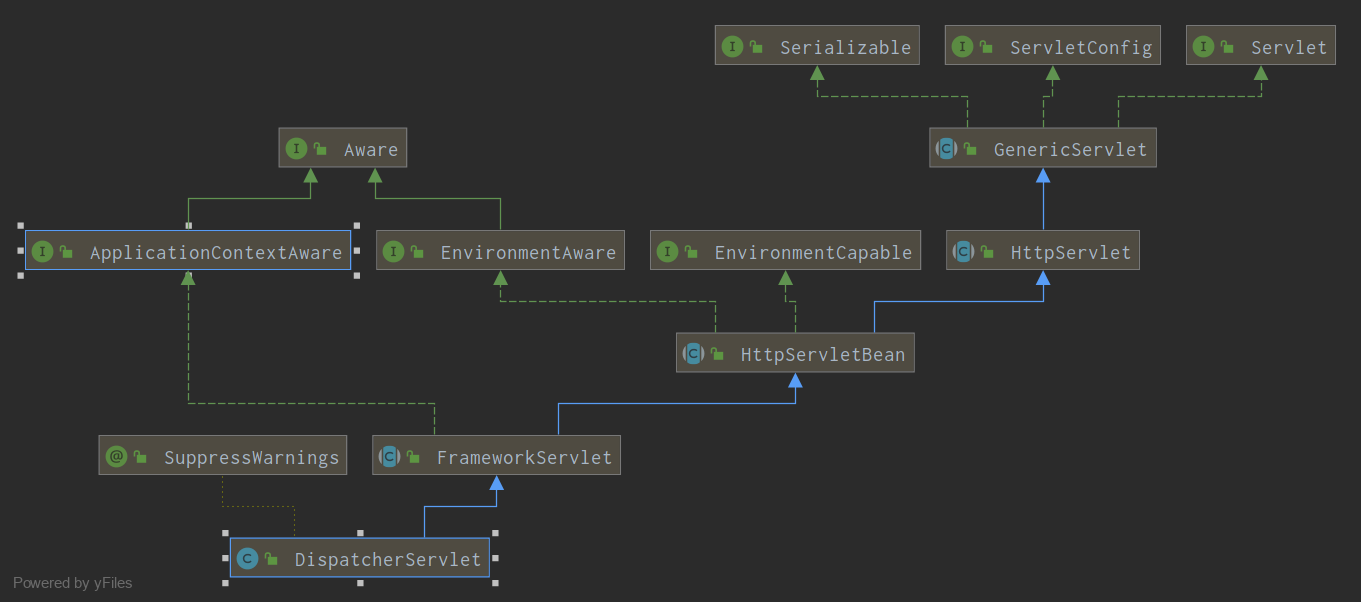 I Serializable
I ServletConfig
I Servlet
I Aware
C GenericServlet
I ApplicationContextAware
I EnvironmentAware
I EnvironmentCapable
C HttpServlet
C HttpServletBean
@ SuppressWarnings
C FrameworkServlet
C DispatcherServlet
Powered by yFiles